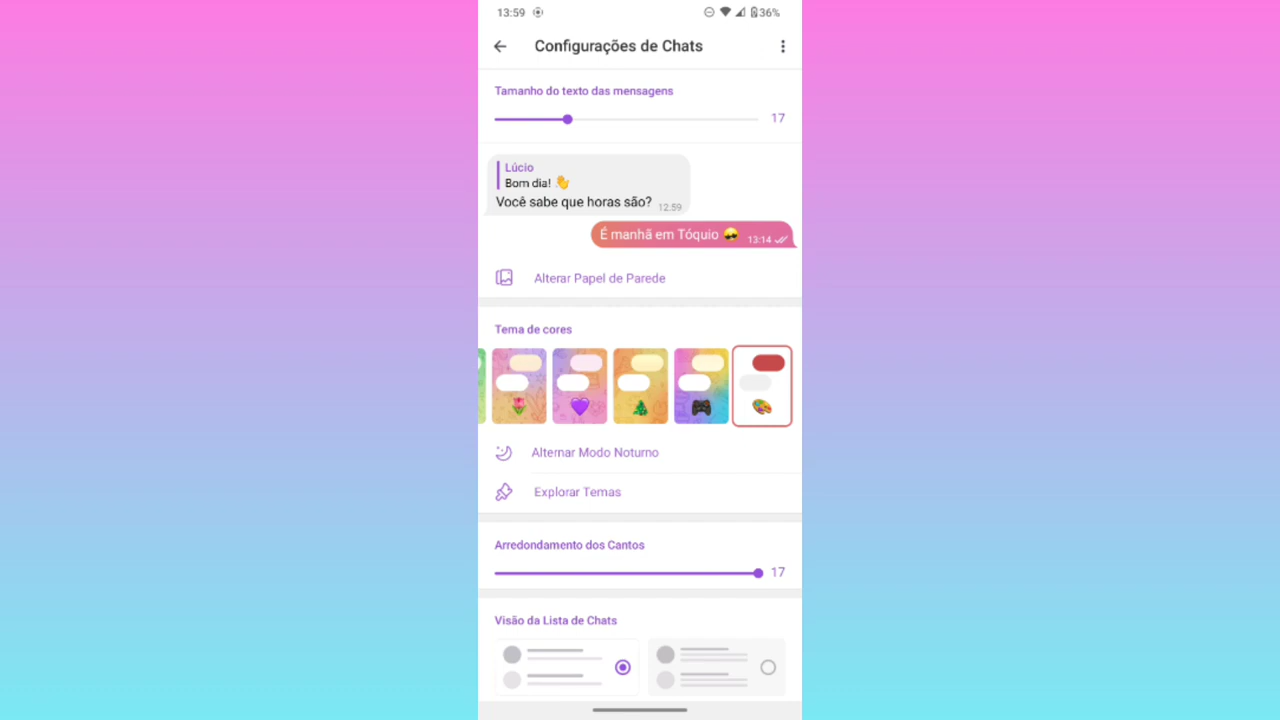 13:59 36%
Configurações de Chats
Tamanho do texto das mensagens
17
Lúcio
Bom dia! 👋
Você sabe que horas são? 12:59
É manhã em Tóquio 😎 13:14
Alterar Papel de Parede
Tema de cores
Alternar Modo Noturno
Explorar Temas
Arredondamento dos Cantos
17
Visão da Lista de Chats